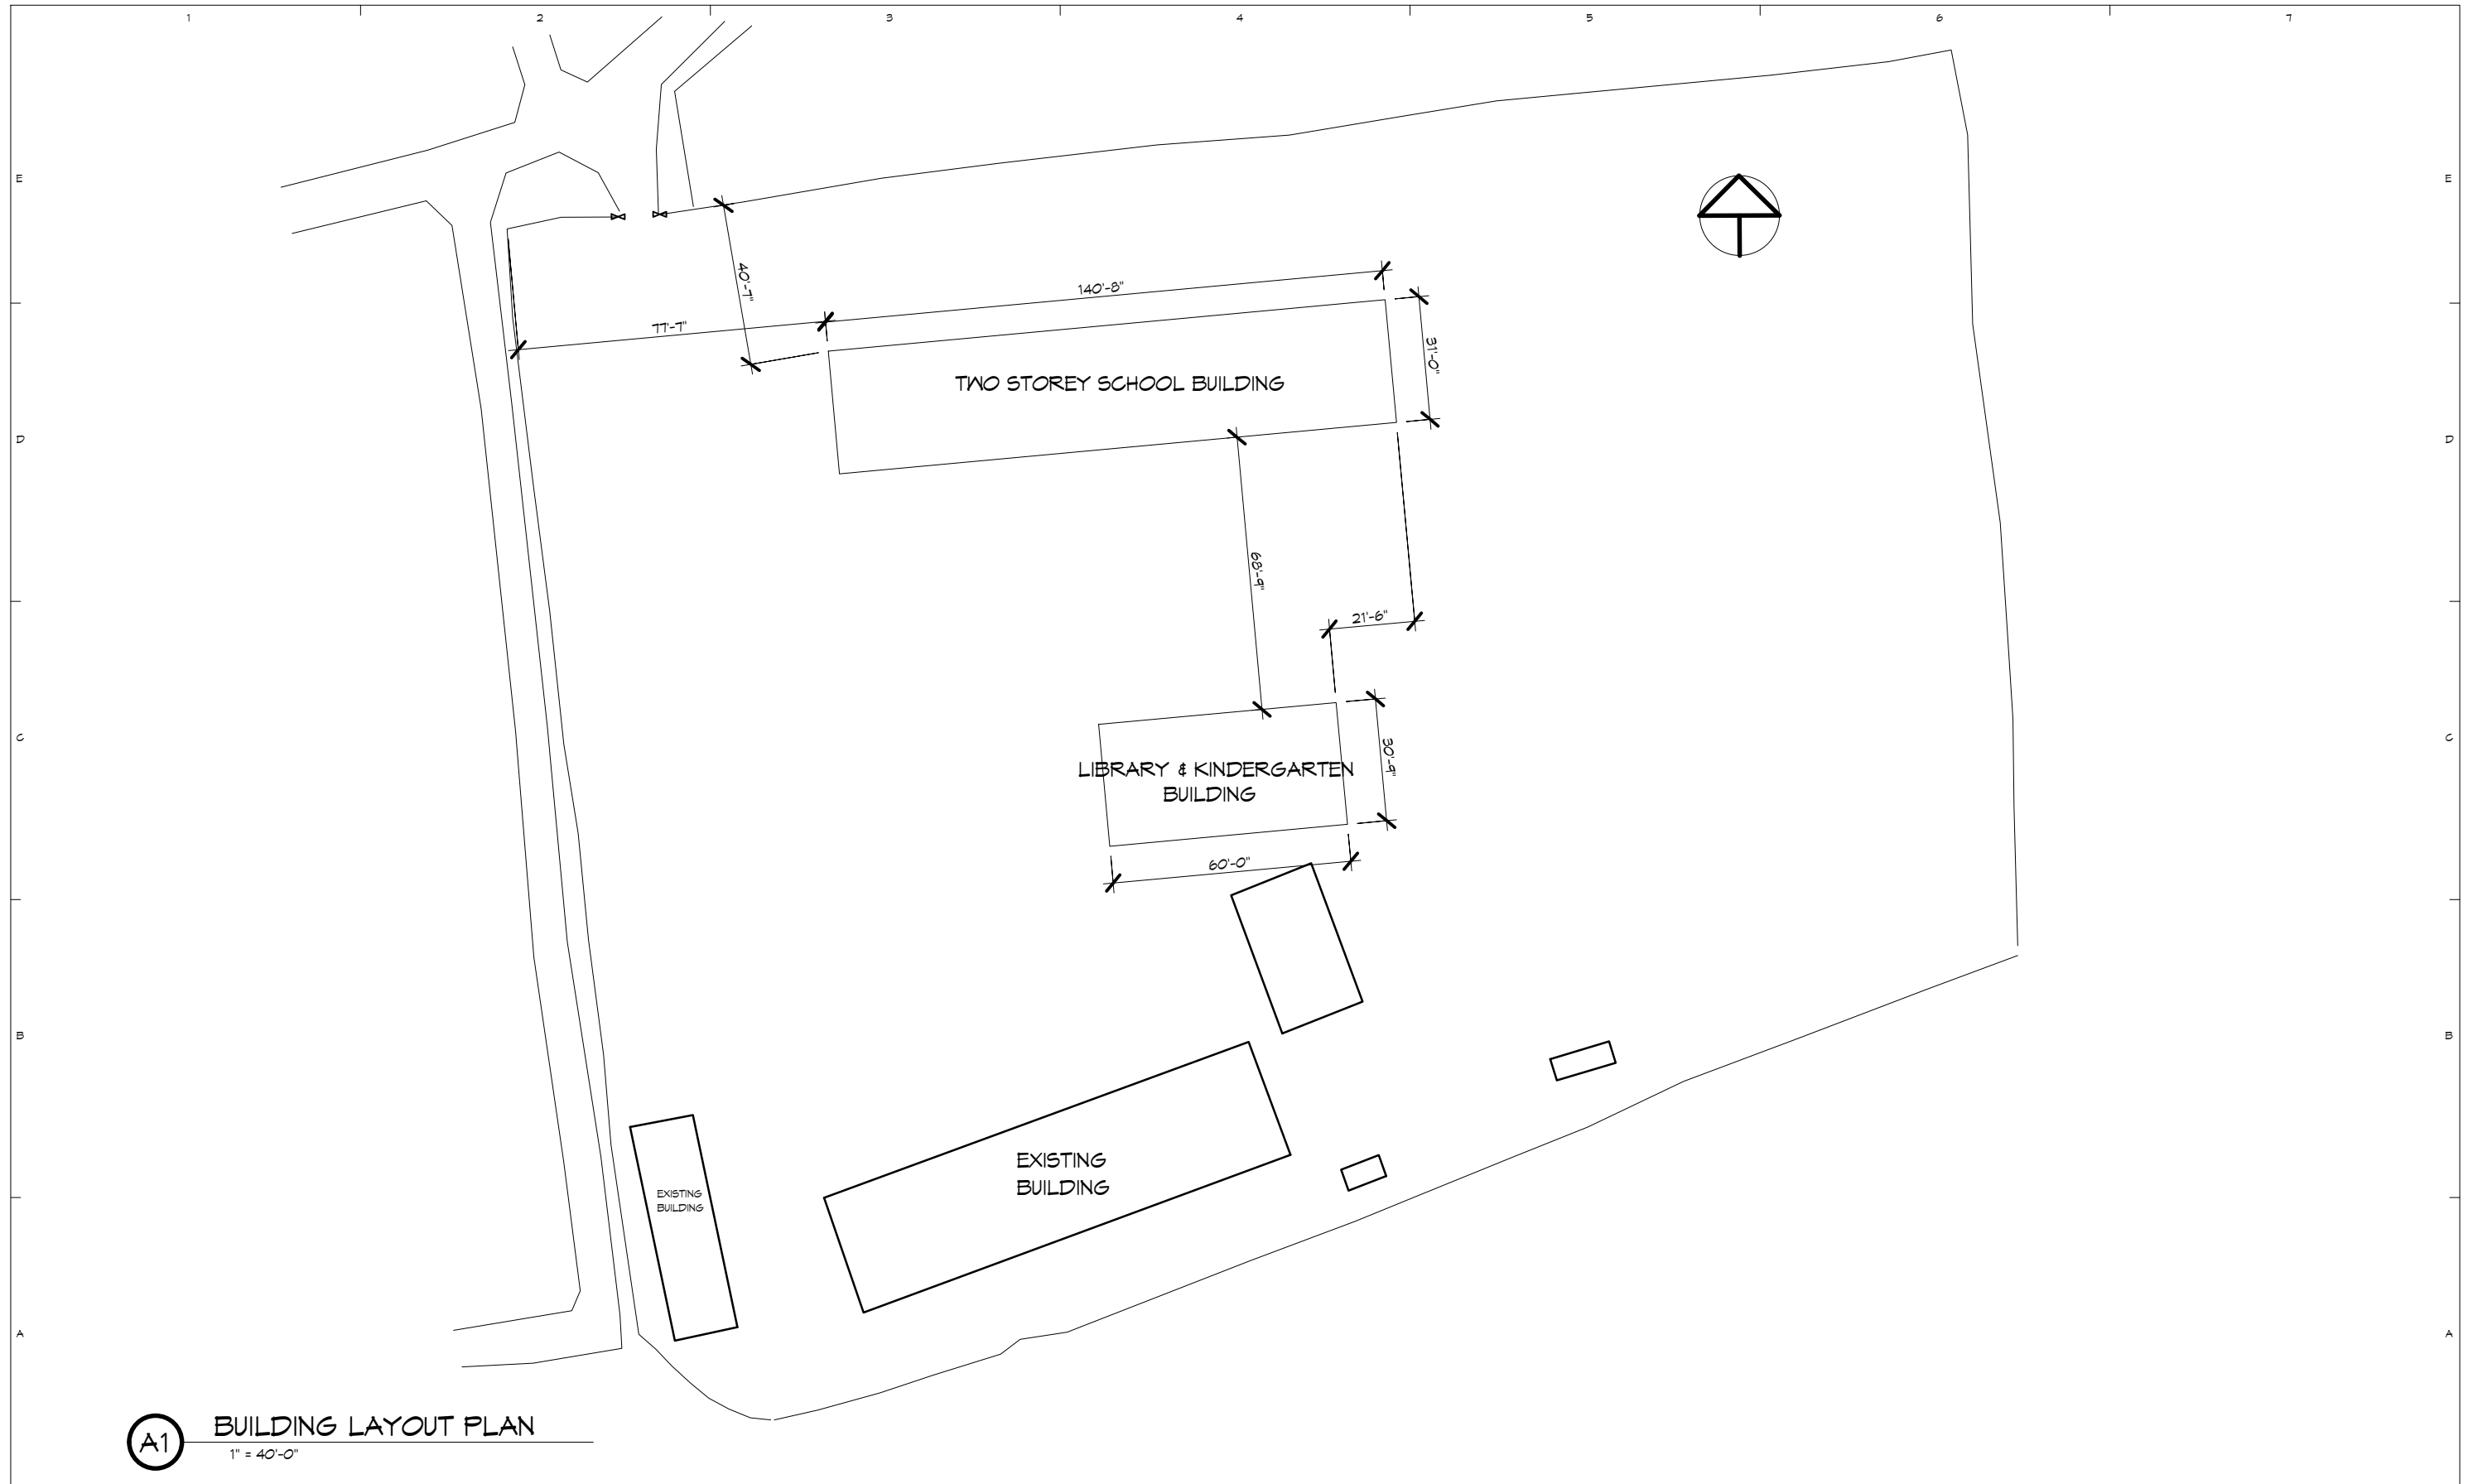 1 2 3 4 5 6 7
E E
40'-7"
140'-8"
77'-7"
31'-0"
TWO STOREY SCHOOL BUILDING
D D
68'-9"
21'-6"
C C
30'-9"
LIBRARY & KINDERGARTEN
BUILDING
60'-0"
B B
EXISTING
BUILDING
EXISTING
BUILDING
A A
A1
BUILDING LAYOUT PLAN
1" = 40'-0"